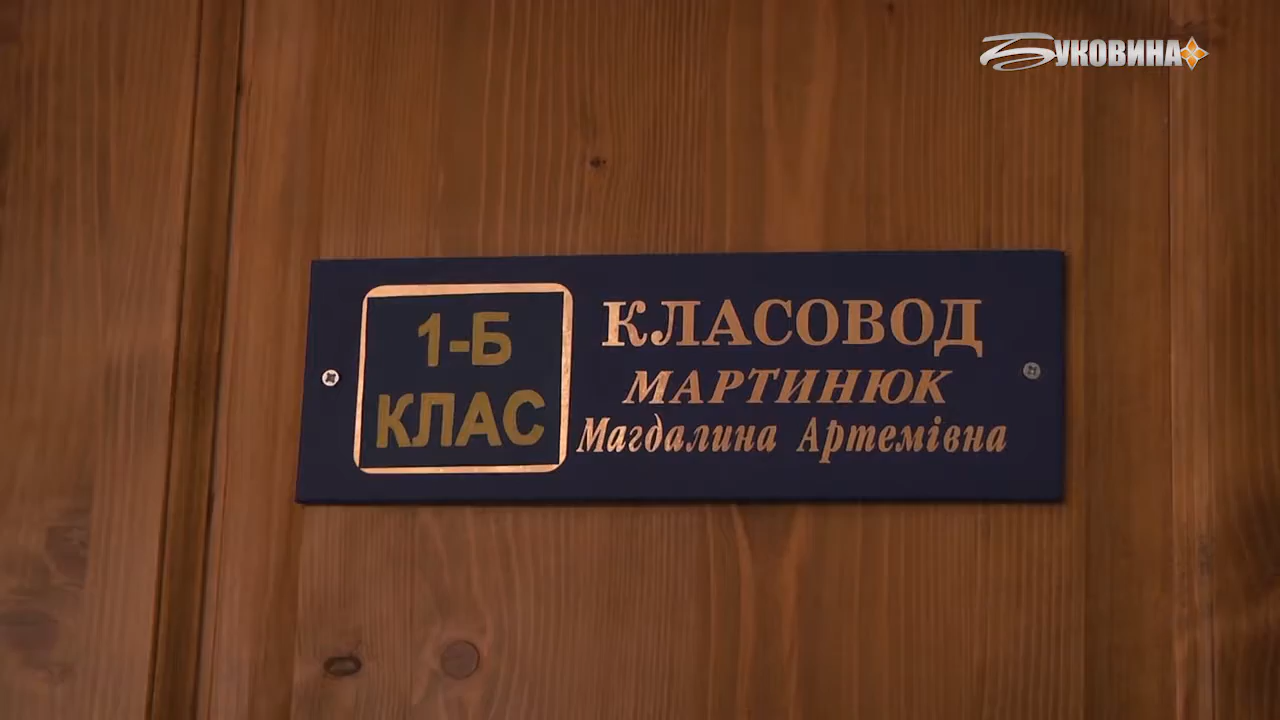 БУКОВИНА
1-Б
КЛАС
КЛАСОВОД
МАРТИНЮК
Магдалина Артемівна